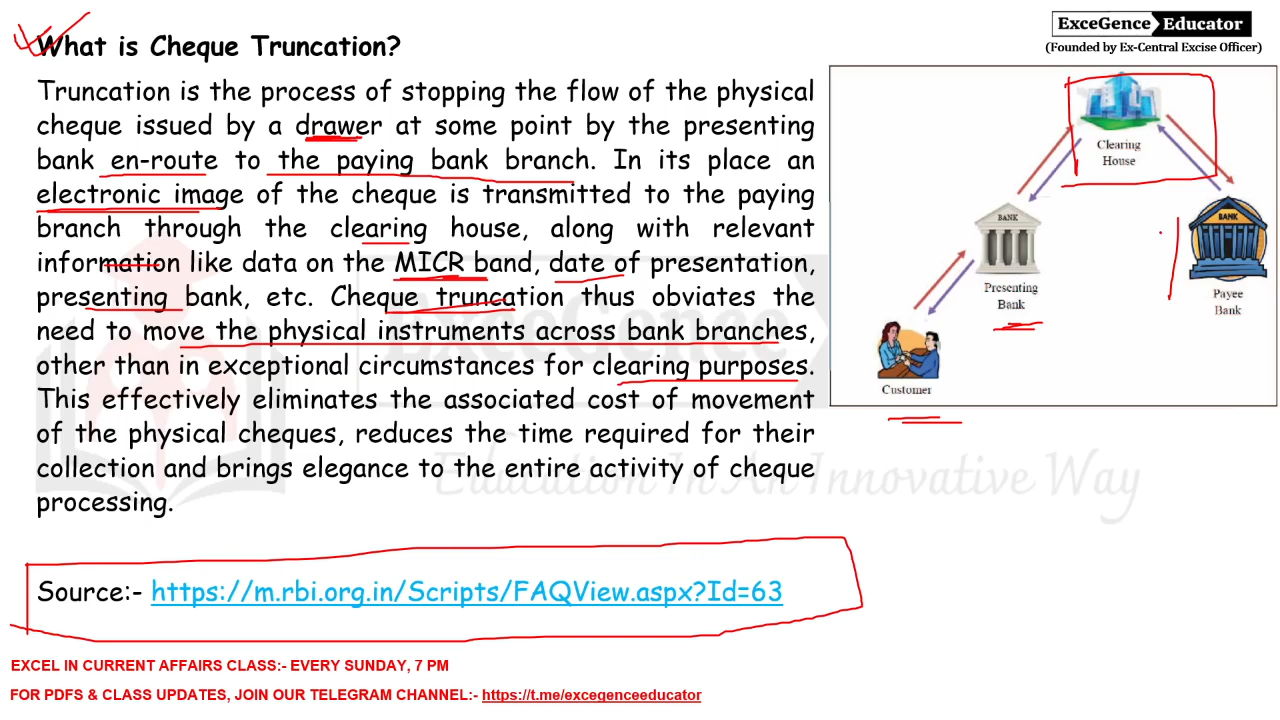 ExceGence Educator
(Founded by Ex-Central Excise Officer)
What is Cheque Truncation?
Truncation is the process of stopping the flow of the physical
cheque issued by a drawer at some point by the presenting
bank en-route to the paying bank branch. In its place an
electronic image of the cheque is transmitted to the paying
branch through the clearing house, along with relevant
information like data on the MICR band, date of presentation,
presenting bank, etc. Cheque truncation thus obviates the
need to move the physical instruments across bank branches,
other than in exceptional circumstances for clearing purposes.
This effectively eliminates the associated cost of movement
of the physical cheques, reduces the time required for their
collection and brings elegance to the entire activity of cheque
processing.
Clearing
House
BANK
Presenting
Bank
BANK
Payee
Bank
Customer
ExceGence
Education In An Innovative Way
Source:- https://m.rbi.org.in/Scripts/FAQView.aspx?Id=63
EXCEL IN CURRENT AFFAIRS CLASS:- EVERY SUNDAY, 7 PM
FOR PDFS & CLASS UPDATES, JOIN OUR TELEGRAM CHANNEL:- https://t.me/excegenceeducator